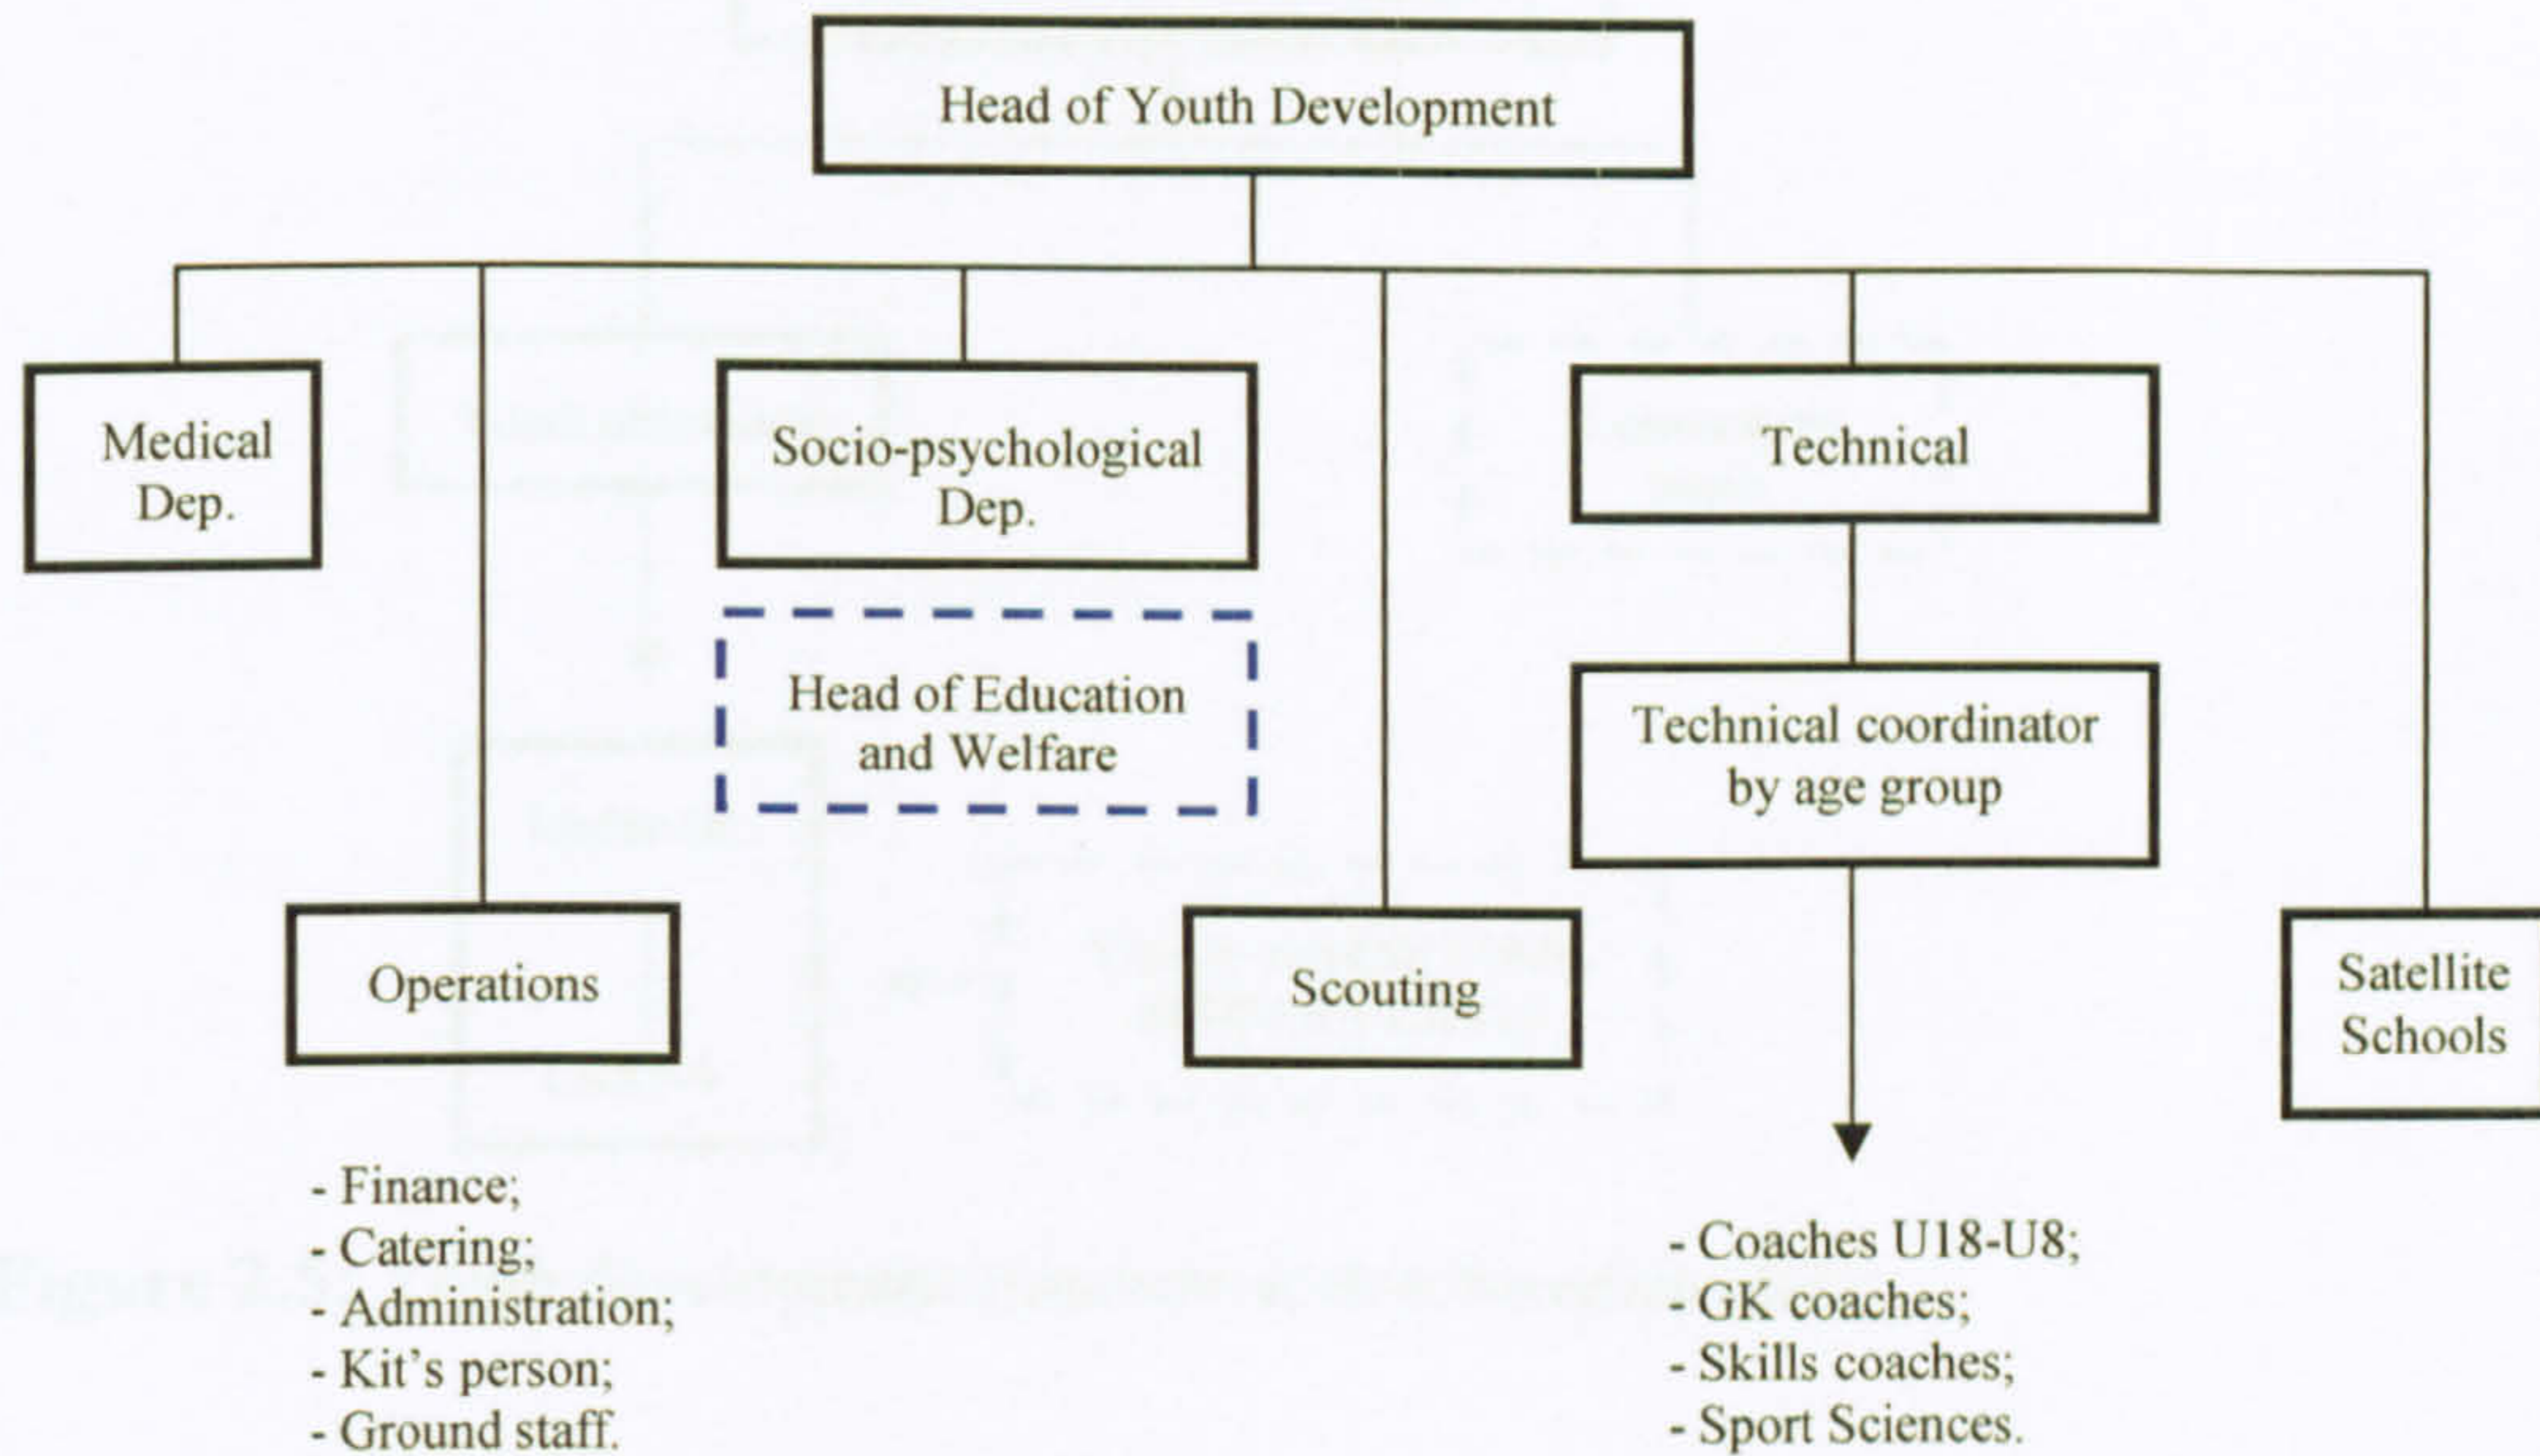 Head of Youth Development
Medical
Dep.
Socio-psychological
Dep.
Technical
Head of Education
and Welfare
Technical coordinator
by age group
Operations
Scouting
Satellite
Schools
- Finance;
- Catering;
- Administration;
- Kit's person;
- Ground staff.
- Coaches U18-U8;
- GK coaches;
- Skills coaches;
- Sport Sciences.